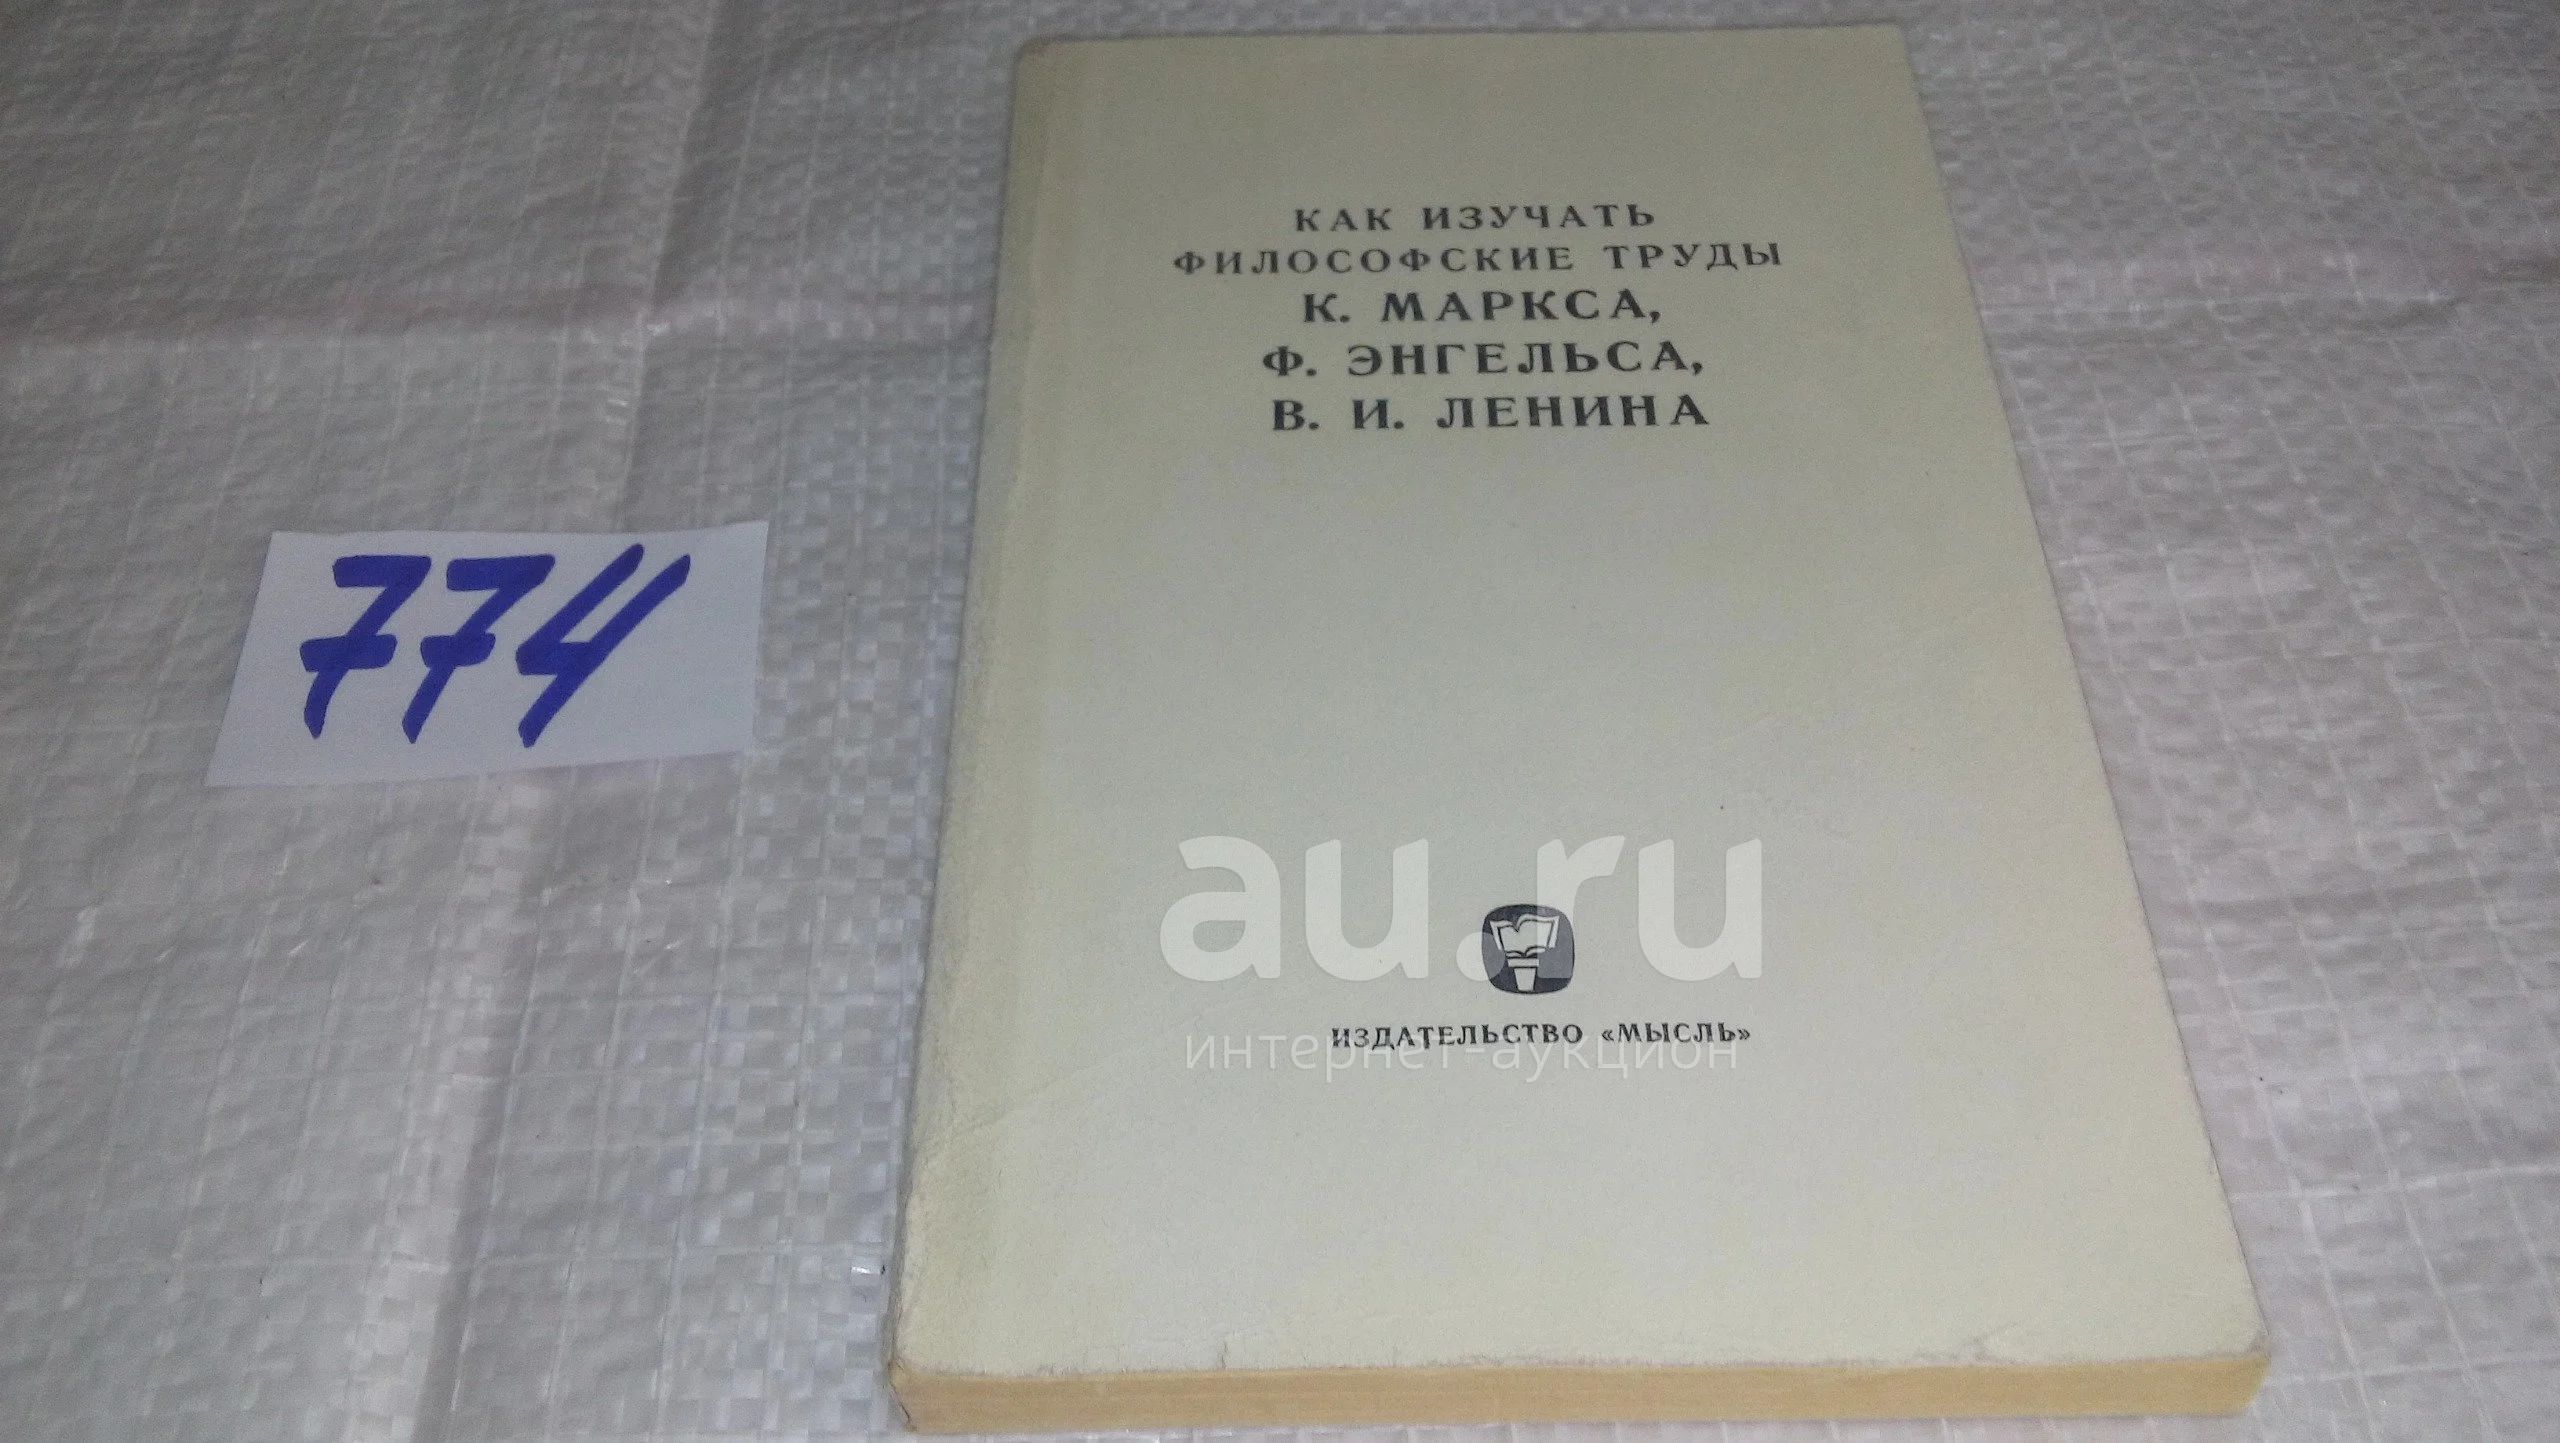 КАК ИЗУЧАТЬ
ФИЛОСОФСКИЕ ТРУДЫ
К. МАРКСА,
Ф. ЭНГЕЛЬСА,
В. И. ЛЕНИНА
774
au.ru
ИЗДАТЕЛЬСТВО «МЫСЛЬ»
интернет-аукцион